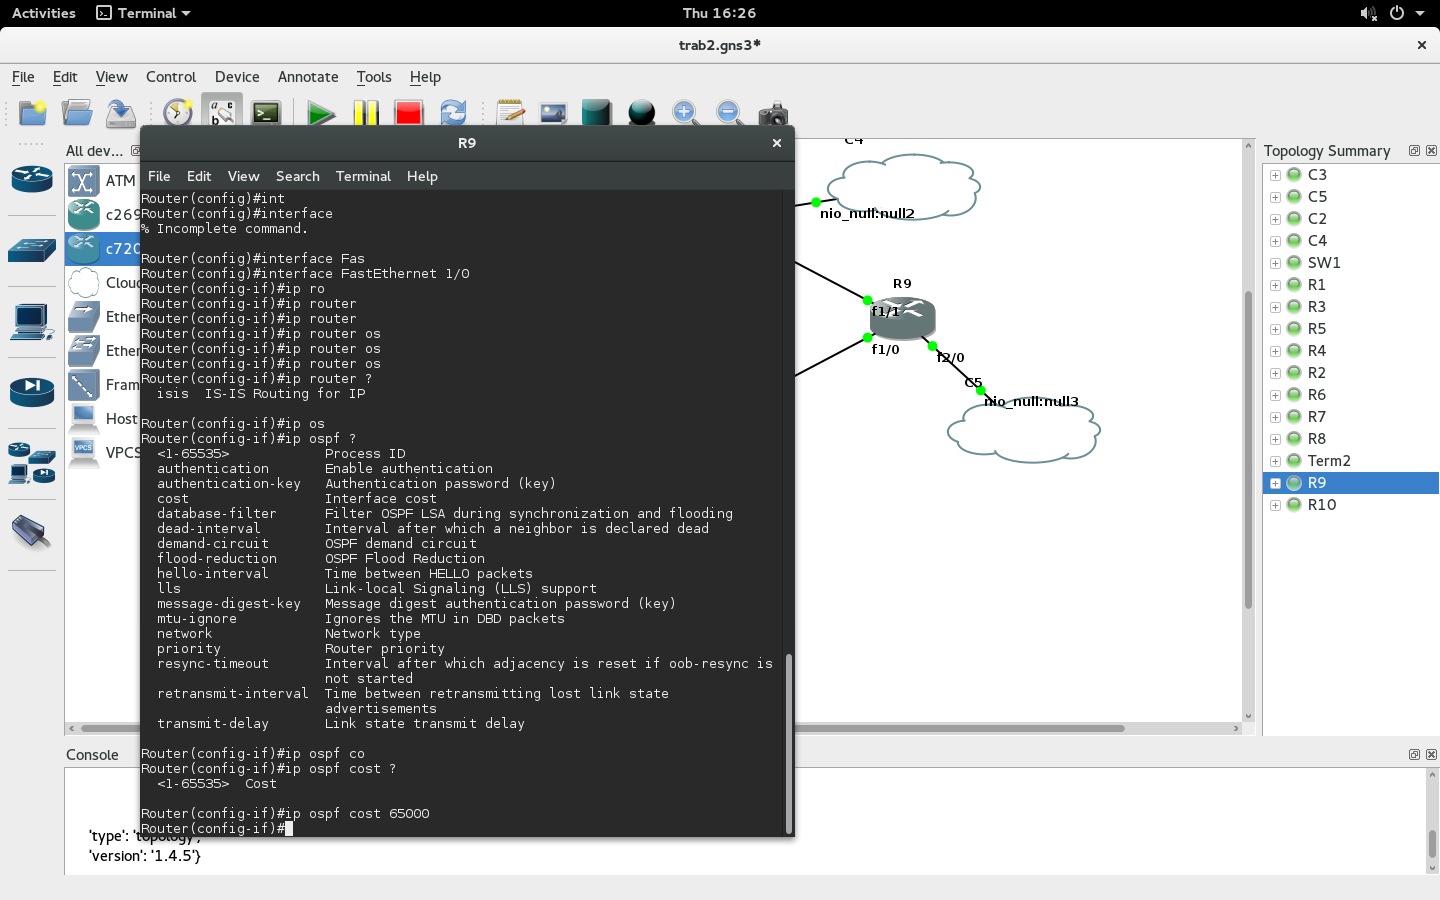 Activities Terminal Thu 16:26
trab2.gns3*
File Edit View Control Device Annotate Tools Help
All dev...
ATM
c269
c720
Cloud
Ether
Ether
Fram
Host
VPCS
R9
File Edit View Search Terminal Help
Router(config)#int
Router(config)#interface
% Incomplete command.
Router(config)#interface Fas
Router(config)#interface FastEthernet 1/0
Router(config-if)#ip ro
Router(config-if)#ip router
Router(config-if)#ip router
Router(config-if)#ip router os
Router(config-if)#ip router os
Router(config-if)#ip router os
Router(config-if)#ip router ?
isis IS-IS Routing for IP
Router(config-if)#ip os
Router(config-if)#ip ospf ?
<1-65535> Process ID
authentication Enable authentication
authentication-key Authentication password (key)
cost Interface cost
database-filter Filter OSPF LSA during synchronization and flooding
dead-interval Interval after which a neighbor is declared dead
demand-circuit OSPF demand circuit
flood-reduction OSPF Flood Reduction
hello-interval Time between HELLO packets
lls Link-local Signaling (LLS) support
message-digest-key Message digest authentication password (key)
mtu-ignore Ignores the MTU in DBD packets
network Network type
priority Router priority
resync-timeout Interval after which adjacency is reset if oob-resync is
not started
retransmit-interval Time between retransmitting lost link state
advertisements
transmit-delay Link state transmit delay
Router(config-if)#ip ospf co
Router(config-if)#ip ospf cost ?
<1-65535> Cost
Router(config-if)#ip ospf cost 65000
Router(config-if)#
C4
nio_null:null2
R9
f1/1
f1/0
f2/0
C5
nio_null:null3
Topology Summary
C3
C5
C2
C4
SW1
R1
R3
R5
R4
R2
R6
R7
R8
Term2
R9
R10
Console
'type': 'topology',
'version': '1.4.5'}